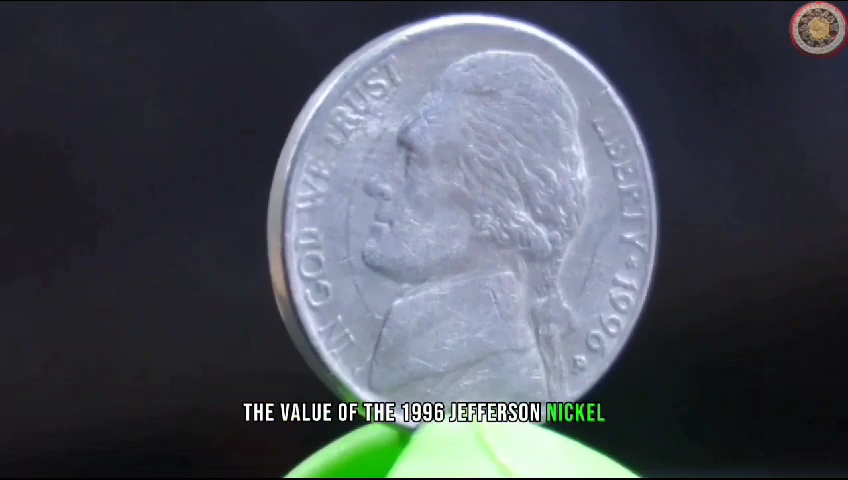 IN GOD WE TRUST
LIBERTY * 1996
P
THE VALUE OF THE 1996 JEFFERSON NICKEL